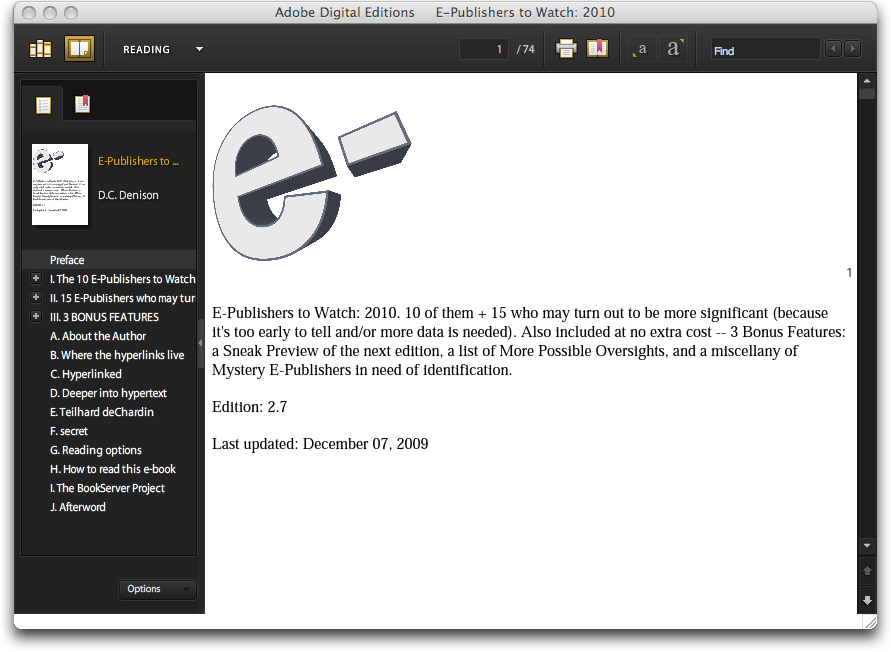 Adobe Digital Editions E-Publishers to Watch: 2010
READING 1 / 74 a a Find
E-Publishers to ...
D.C. Denison
Preface
I. The 10 E-Publishers to Watch
II. 15 E-Publishers who may tur
III. 3 BONUS FEATURES
A. About the Author
B. Where the hyperlinks live
C. Hyperlinked
D. Deeper into hypertext
E. Teilhard deChardin
F. secret
G. Reading options
H. How to read this e-book
I. The BookServer Project
J. Afterword
Options
e-
1
E-Publishers to Watch: 2010. 10 of them + 15 who may turn out to be more significant (because
it's too early to tell and/or more data is needed). Also included at no extra cost -- 3 Bonus Features:
a Sneak Preview of the next edition, a list of More Possible Oversights, and a miscellany of
Mystery E-Publishers in need of identification.
Edition: 2.7
Last updated: December 07, 2009